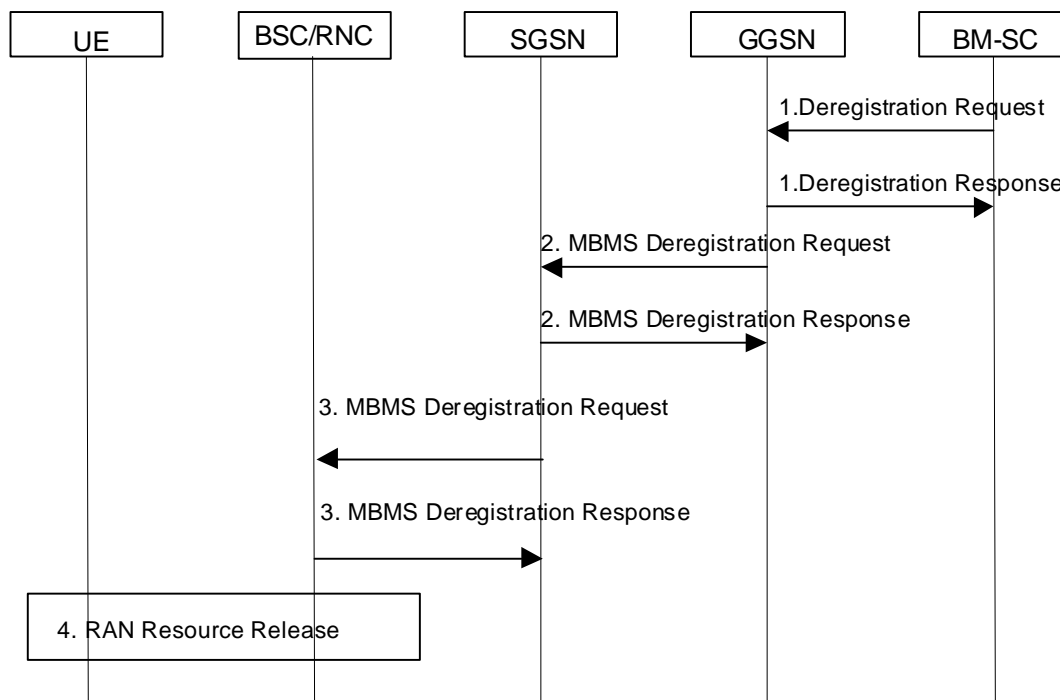 UE
BSC/RNC
SGSN
GGSN
BM-SC
1.Deregistration Request
1.Deregistration Response
2. MBMS Deregistration Request
2. MBMS Deregistration Response
3. MBMS Deregistration Request
3. MBMS Deregistration Response
4. RAN Resource Release